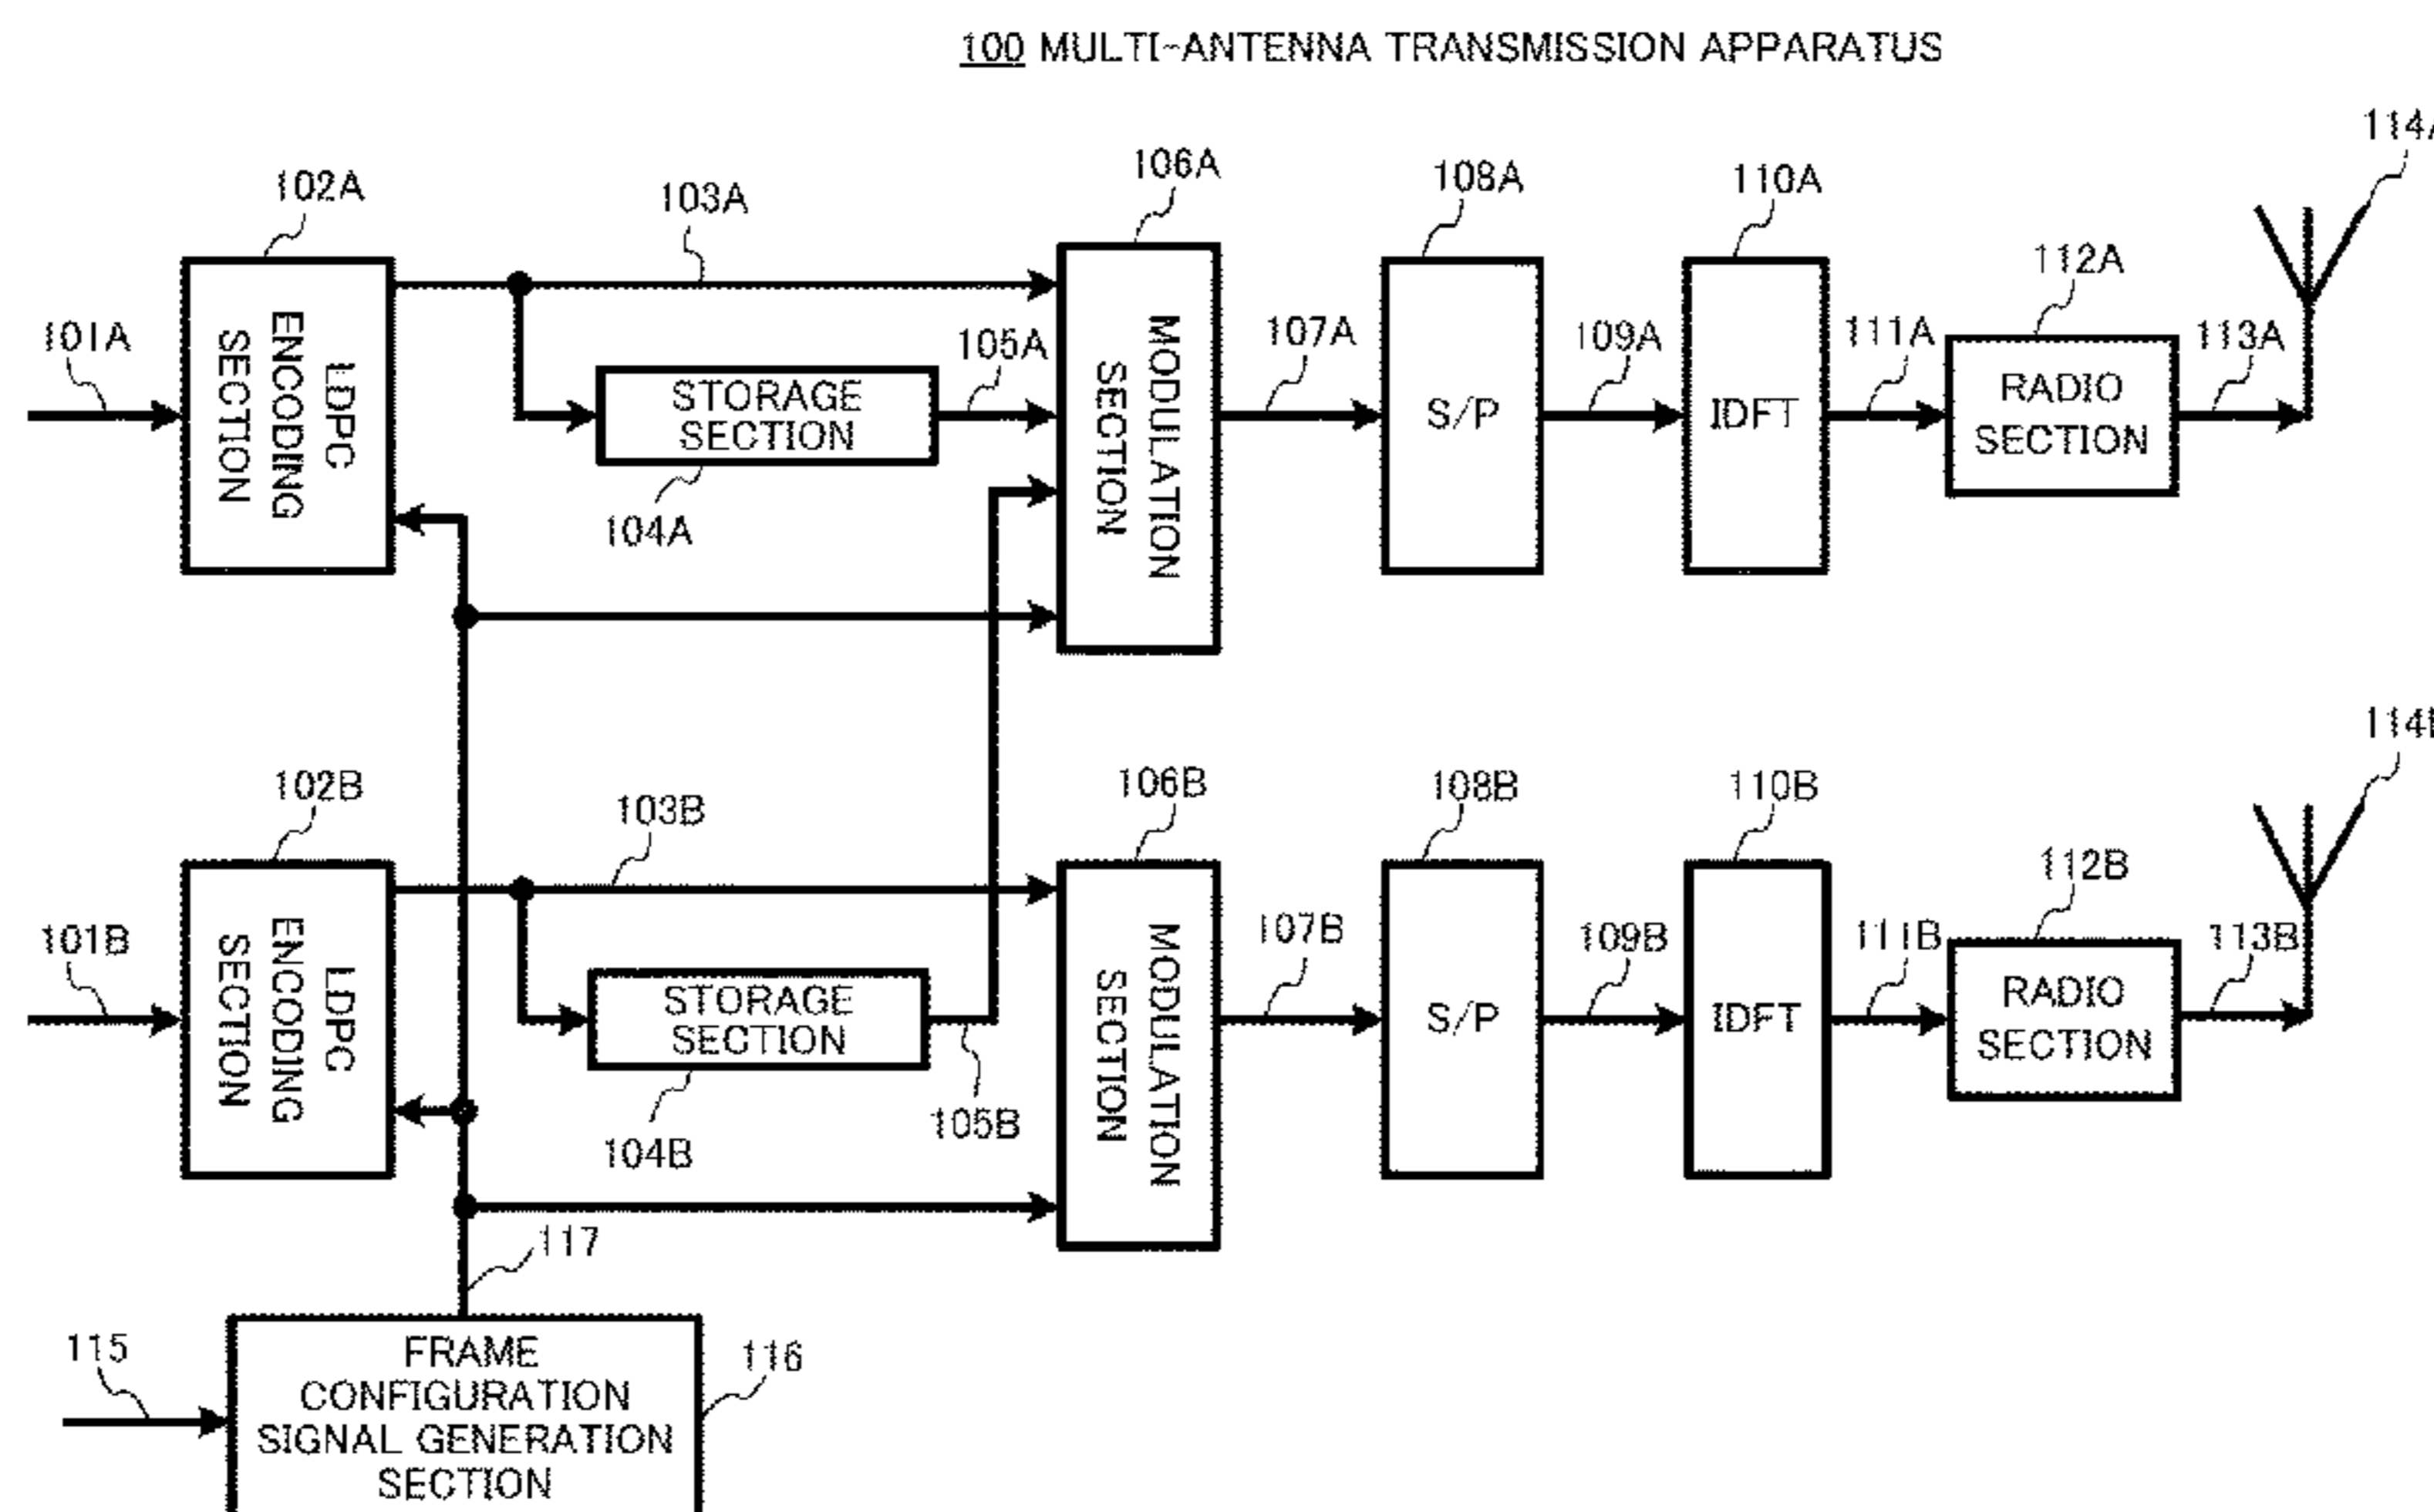 100 MULTI-ANTENNA TRANSMISSION APPARATUS
114A
106A
108A
110A
102A
103A
112A
101A
LDPC
ENCODING
SECTION
STORAGE
SECTION
105A
MODULATION
SECTION
107A
S/P
109A
IDFT
111A
RADIO
SECTION
113A
104A
114B
102B
103B
106B
108B
110B
112B
101B
LDPC
ENCODING
SECTION
STORAGE
SECTION
MODULATION
SECTION
107B
S/P
109B
IDFT
111B
RADIO
SECTION
113B
104B
105B
117
115
FRAME
CONFIGURATION
SIGNAL GENERATION
SECTION
116